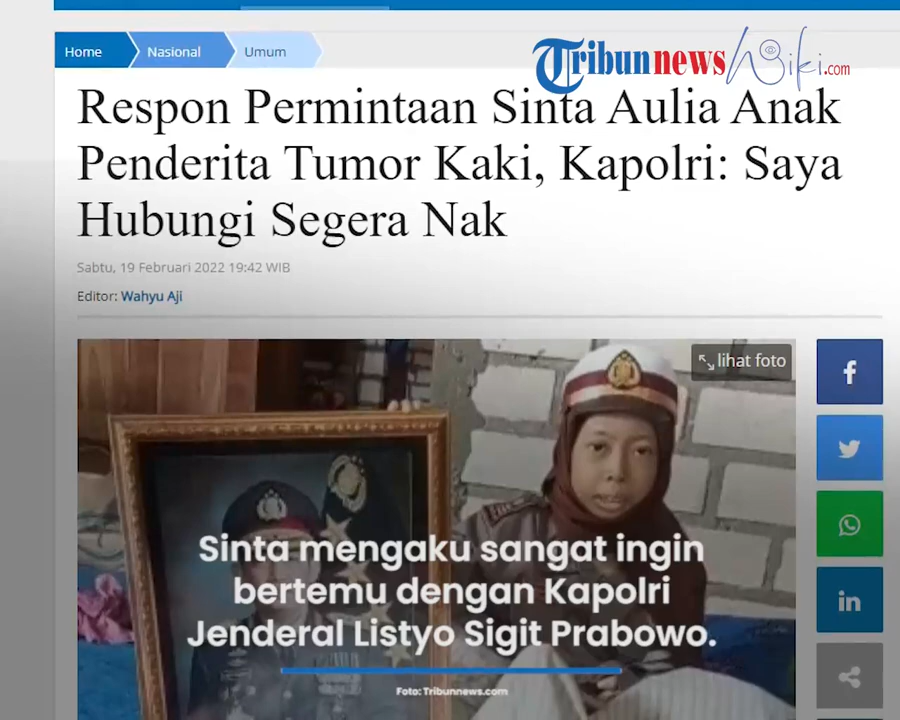 Home Nasional Umum
Tribunnewswiki.com
Respon Permintaan Sinta Aulia Anak
Penderita Tumor Kaki, Kapolri: Saya
Hubungi Segera Nak
Sabtu, 19 Februari 2022 19:42 WIB
Editor: Wahyu Aji
lihat foto
Sinta mengaku sangat ingin
bertemu dengan Kapolri
Jenderal Listyo Sigit Prabowo.
Foto: Tribunnews.com